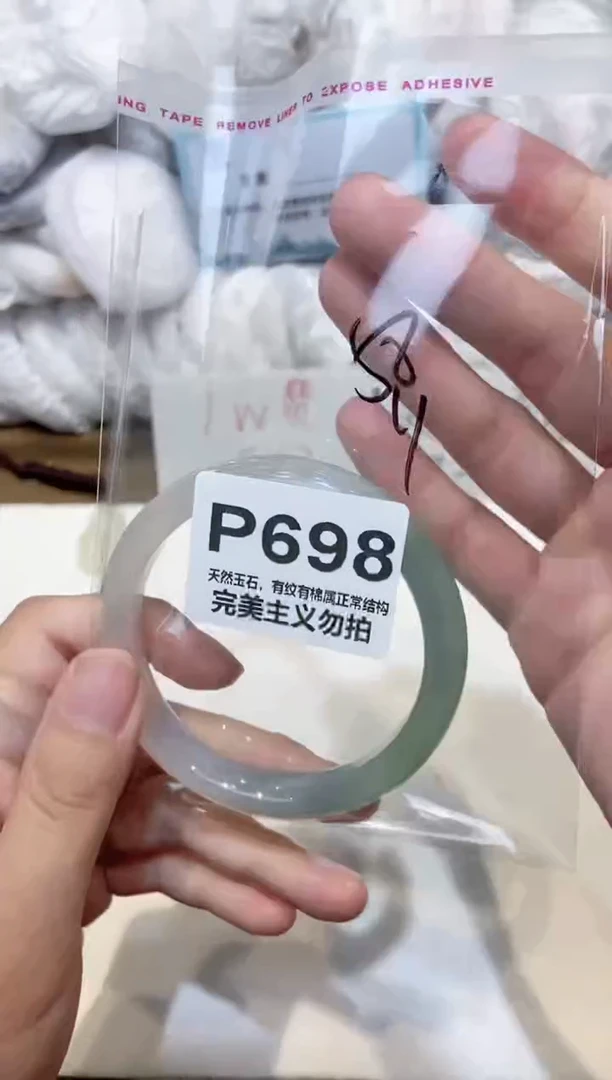 ING TAPE REMOVE LINER TO EXPOSE ADHESIVE
58.1
P698
天然玉石，有纹有棉属正常结构
完美主义勿拍